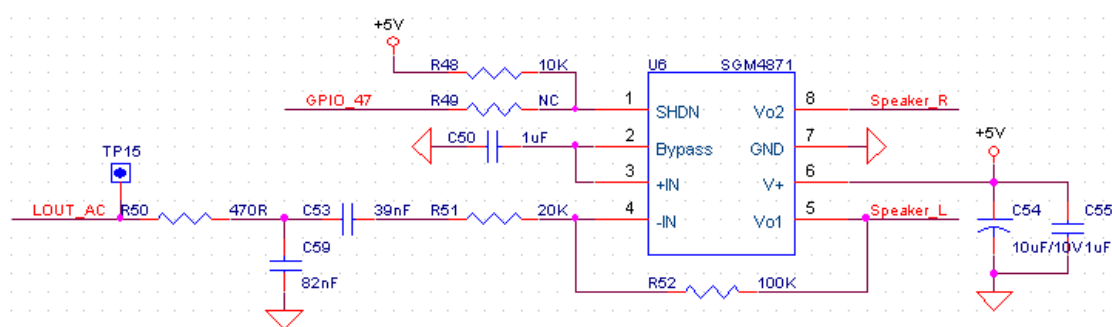 +5V
R48 10K
U6 SGM4871
GPIO_47 R49 NC
1 SHDN Vo2 8 Speaker_R
C50 1uF 2 Bypass GND 7
+5V
TP15
3 +IN V+ 6
LOUT_AC R50 470R C53 39nF R51 20K 4 -IN Vo1 5 Speaker_L
C54 C55
C59
10uF/10V 1uF
82nF
R52 100K